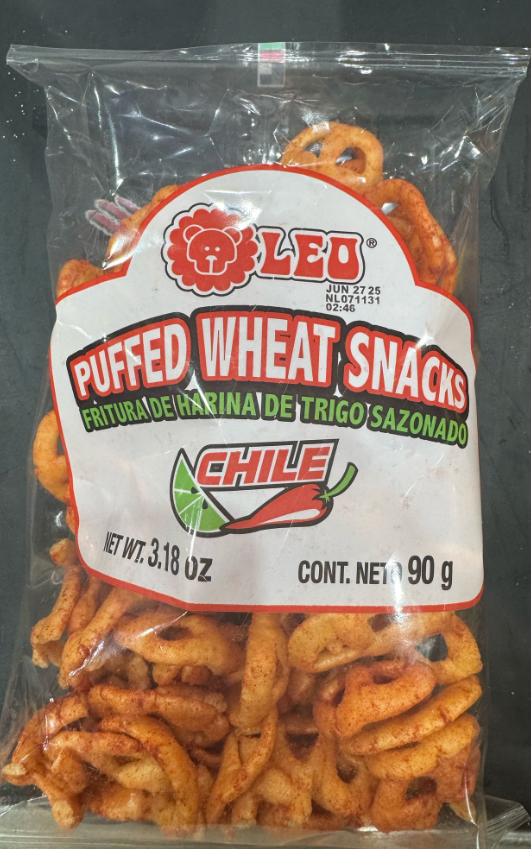 LEO®
JUN 27 25
NL071131
02:46
PUFFED WHEAT SNACKS
FRITURA DE HARINA DE TRIGO SAZONADO
CHILE
NET WT. 3.18 oz
CONT. NETO 90 g